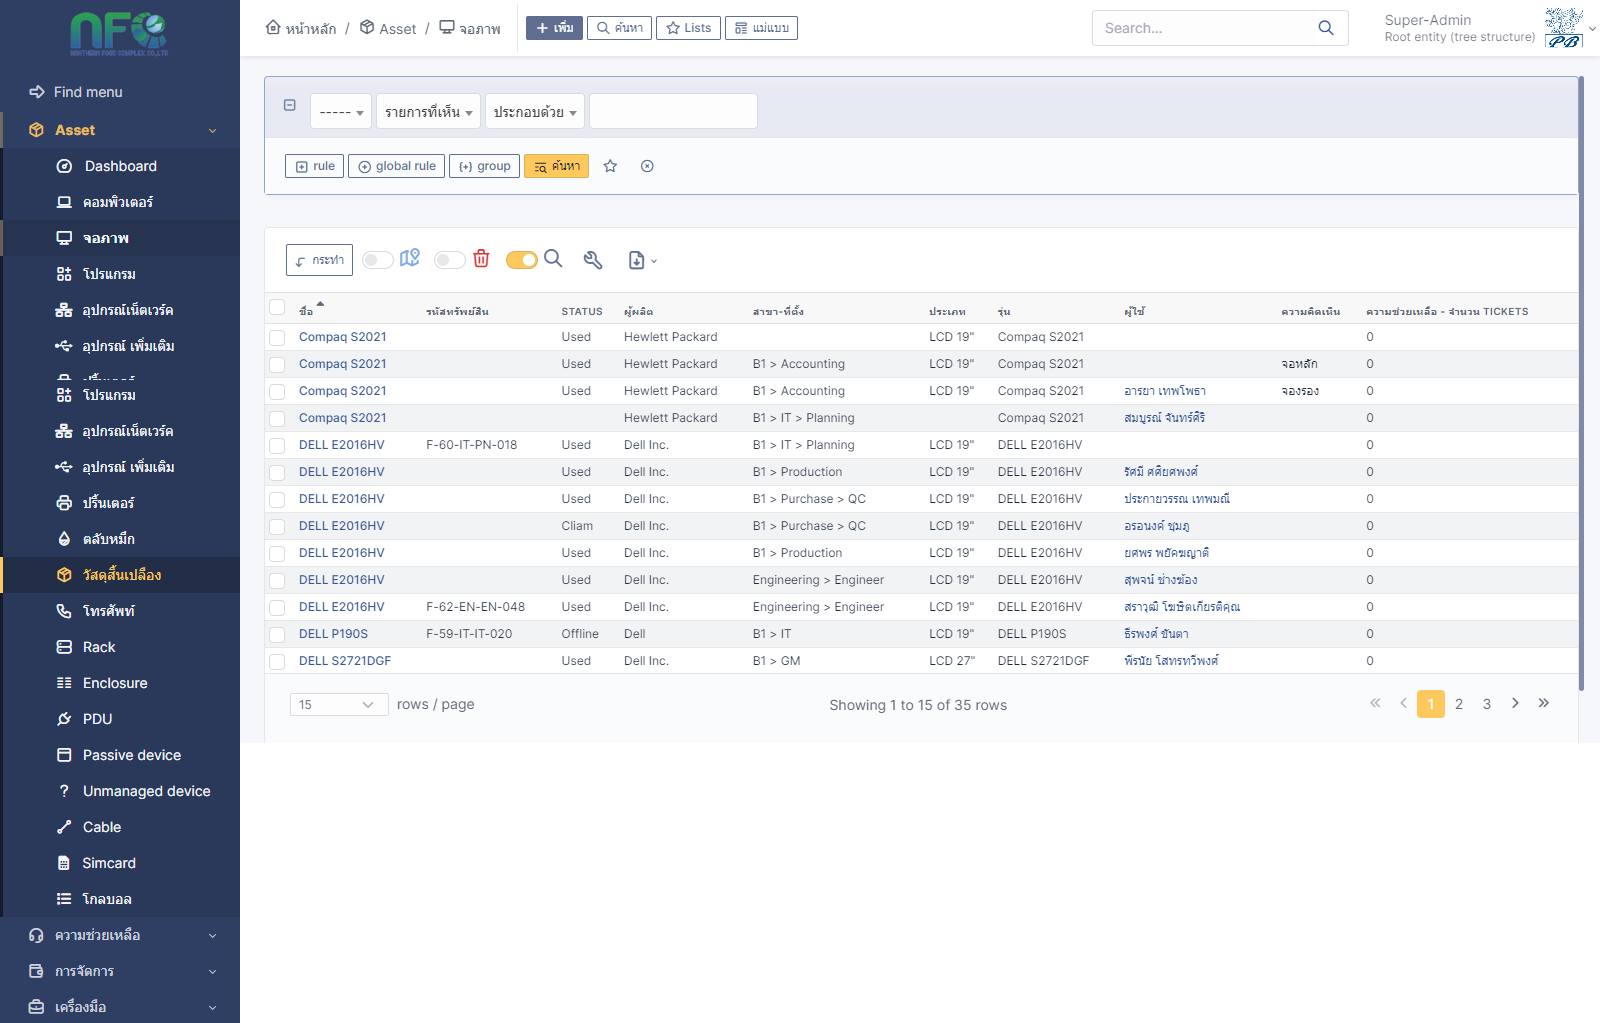 NFC
NORTHERN FOOD COMPLEX CO.,LTD
หน้าหลัก / Asset / จอภาพ
เพิ่ม ค้นหา Lists แม่แบบ
Search...
Super-Admin
Root entity (tree structure)
PB
Find menu
Asset
Dashboard
คอมพิวเตอร์
จอภาพ
โปรแกรม
อุปกรณ์เน็ตเวร์ค
อุปกรณ์ เพิ่มเติม
โปรแกรม
อุปกรณ์เน็ตเวร์ค
อุปกรณ์ เพิ่มเติม
ปริ้นเตอร์
ตลับหมึก
วัสดุสิ้นเปลือง
โทรศัพท์
Rack
Enclosure
PDU
Passive device
Unmanaged device
Cable
Simcard
โกลบอล
ความช่วยเหลือ
การจัดการ
เครื่องมือ
----- รายการที่เห็น ประกอบด้วย
rule global rule group ค้นหา
กระทำ
ชื่อ รหัสทรัพย์สิน STATUS ผู้ผลิต สาขา-ที่ตั้ง ประเภท รุ่น ผู้ใช้ ความคิดเห็น ความช่วยเหลือ - จำนวน TICKETS
Compaq S2021 Used Hewlett Packard LCD 19" Compaq S2021 0
Compaq S2021 Used Hewlett Packard B1 > Accounting LCD 19" Compaq S2021 จอหลัก 0
Compaq S2021 Used Hewlett Packard B1 > Accounting LCD 19" Compaq S2021 อารยา เทพโพธา จองรอง 0
Compaq S2021 Hewlett Packard B1 > IT > Planning Compaq S2021 สมบูรณ์ จันทร์ศิริ 0
DELL E2016HV F-60-IT-PN-018 Used Dell Inc. B1 > IT > Planning LCD 19" DELL E2016HV 0
DELL E2016HV Used Dell Inc. B1 > Production LCD 19" DELL E2016HV รัศมี ศศิยศพงศ์ 0
DELL E2016HV Used Dell Inc. B1 > Purchase > QC LCD 19" DELL E2016HV ประกายวรรณ เทพมณี 0
DELL E2016HV Cliam Dell Inc. B1 > Purchase > QC LCD 19" DELL E2016HV อรอนงค์ ชุมภู 0
DELL E2016HV Used Dell Inc. B1 > Production LCD 19" DELL E2016HV ยศพร พยัคฆญาติ 0
DELL E2016HV Used Dell Inc. Engineering > Engineer LCD 19" DELL E2016HV สุพจน์ ช่างฆ้อง 0
DELL E2016HV F-62-EN-EN-048 Used Dell Inc. Engineering > Engineer LCD 19" DELL E2016HV สราวุฒิ โฆษิตเกียรติคุณ 0
DELL P190S F-59-IT-IT-020 Offline Dell B1 > IT LCD 19" DELL P190S ธีรพงศ์ ขันตา 0
DELL S2721DGF Used Dell Inc. B1 > GM LCD 27" DELL S2721DGF พีรนัย โสทรทวีพงศ์ 0
15 rows / page Showing 1 to 15 of 35 rows « ‹ 1 2 3 › »